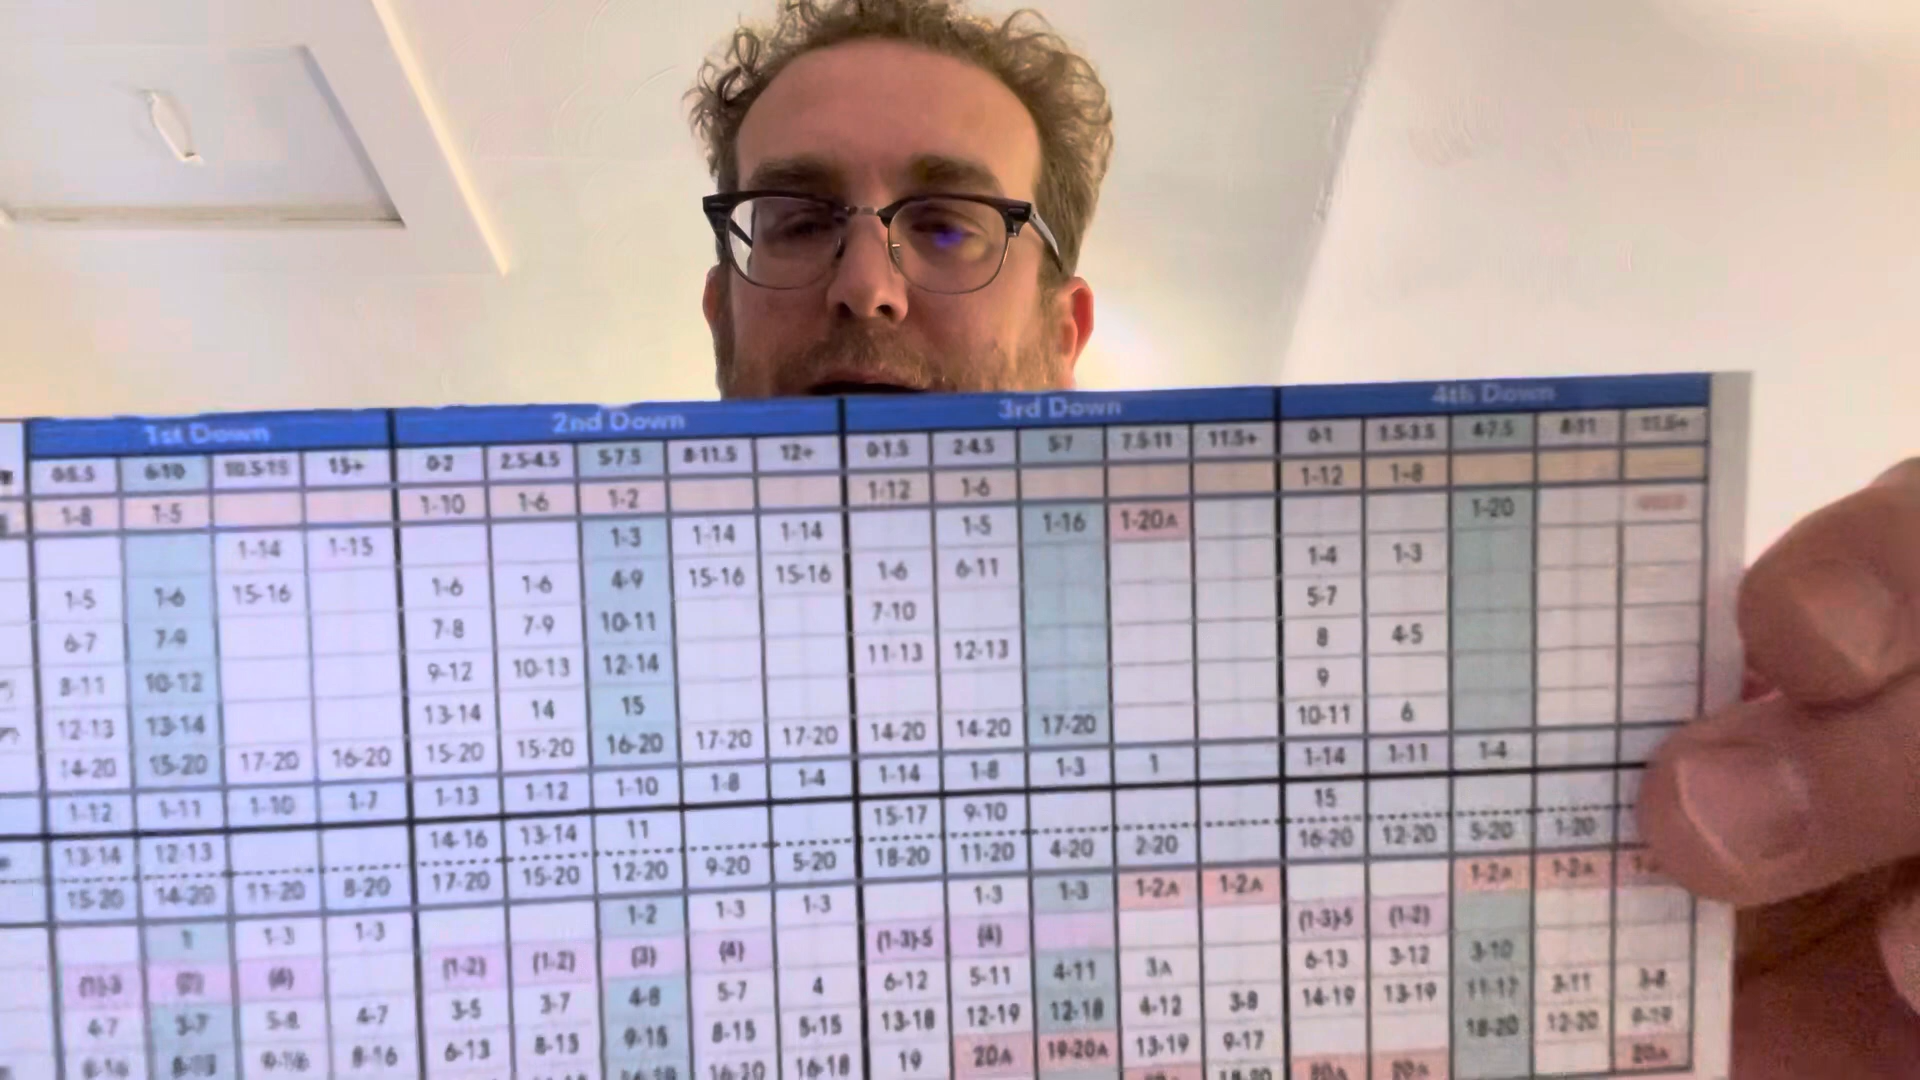 1st Down 2nd Down 3rd Down 4th Down
0-5.5 6-10 10.5-15 15+ 0-2 2.5-4.5 5-7.5 8-11.5 12+ 0-1.5 2-4.5 5-7 7.5-11 11.5+ 0-1 1.5-3.5 4-7.5 8-11 11.5+
1-8 1-5 1-10 1-6 1-2 1-12 1-6 1-12 1-8
1-14 1-15 1-3 1-14 1-14 1-5 1-16 1-20A 1-20
1-5 1-6 15-16 1-6 1-6 4-9 15-16 15-16 1-6 6-11 1-4 1-3
6-7 7-9 7-8 7-9 10-11 7-10 5-7
8-11 10-12 9-12 10-13 12-14 11-13 12-13 8 4-5
9
12-13 13-14 13-14 14 15 10-11 6
14-20 15-20 17-20 16-20 15-20 15-20 16-20 17-20 17-20 14-20 14-20 17-20
1-12 1-11 1-10 1-7 1-13 1-12 1-10 1-8 1-4 1-14 1-8 1-3 1 1-14 1-11 1-4
13-14 12-13 14-16 13-14 11 15-17 9-10 15
15-20 14-20 11-20 8-20 17-20 15-20 12-20 9-20 5-20 18-20 11-20 4-20 2-20 16-20 12-20 5-20 1-20
1 1-3 1-3 1-2 1-3 1-3 1-3 1-3 1-2A 1-2A 1-2A 1-2A
(1)-3 (2) (4) (1-2) (1-2) (3) (4) (1-3)-5 (4) (1-3)-5 (1-2)
4-7 3-7 5-8 4-7 3-5 3-7 4-8 5-7 4 6-12 5-11 4-11 3A 6-13 3-12 3-10
8-16 6-13 8-15 9-15 8-15 5-15 13-18 12-19 12-18 4-12 3-8 14-19 13-19 11-17 3-11 3-8
16-20 16-18 19 20A 19-20A 13-19 9-17 18-20 12-20 9-19
18-20 20A 20A 20A